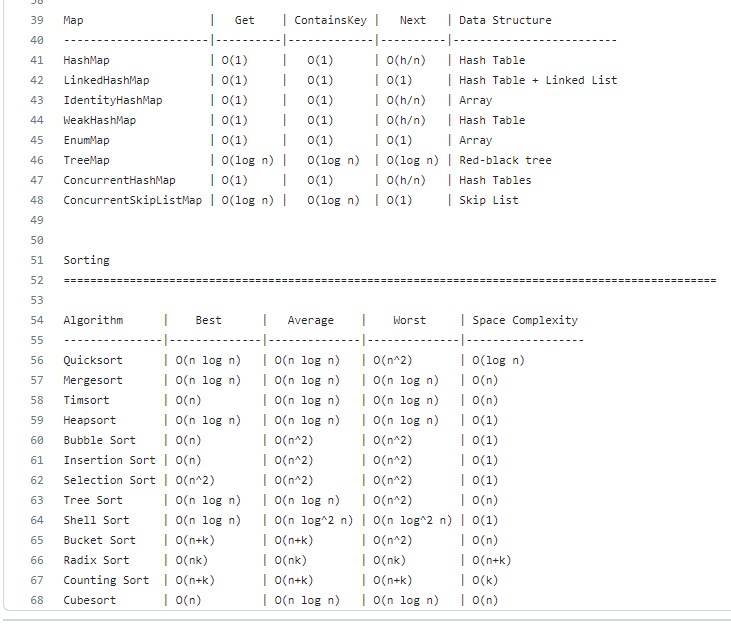 39 Map | Get | ContainsKey | Next | Data Structure
40 ----------------------|----------|-------------|----------|-------------------------
41 HashMap | O(1) | O(1) | O(h/n) | Hash Table
42 LinkedHashMap | O(1) | O(1) | O(1) | Hash Table + Linked List
43 IdentityHashMap | O(1) | O(1) | O(h/n) | Array
44 WeakHashMap | O(1) | O(1) | O(h/n) | Hash Table
45 EnumMap | O(1) | O(1) | O(1) | Array
46 TreeMap | O(log n) | O(log n) | O(log n) | Red-black tree
47 ConcurrentHashMap | O(1) | O(1) | O(h/n) | Hash Tables
48 ConcurrentSkipListMap | O(log n) | O(log n) | O(1) | Skip List
49
50
51 Sorting
52 ===================================================================================================
53
54 Algorithm | Best | Average | Worst | Space Complexity
55 ---------------|--------------|--------------|--------------|------------------
56 Quicksort | O(n log n) | O(n log n) | O(n^2) | O(log n)
57 Mergesort | O(n log n) | O(n log n) | O(n log n) | O(n)
58 Timsort | O(n) | O(n log n) | O(n log n) | O(n)
59 Heapsort | O(n log n) | O(n log n) | O(n log n) | O(1)
60 Bubble Sort | O(n) | O(n^2) | O(n^2) | O(1)
61 Insertion Sort | O(n) | O(n^2) | O(n^2) | O(1)
62 Selection Sort | O(n^2) | O(n^2) | O(n^2) | O(1)
63 Tree Sort | O(n log n) | O(n log n) | O(n^2) | O(n)
64 Shell Sort | O(n log n) | O(n log^2 n) | O(n log^2 n) | O(1)
65 Bucket Sort | O(n+k) | O(n+k) | O(n^2) | O(n)
66 Radix Sort | O(nk) | O(nk) | O(nk) | O(n+k)
67 Counting Sort | O(n+k) | O(n+k) | O(n+k) | O(k)
68 Cubesort | O(n) | O(n log n) | O(n log n) | O(n)